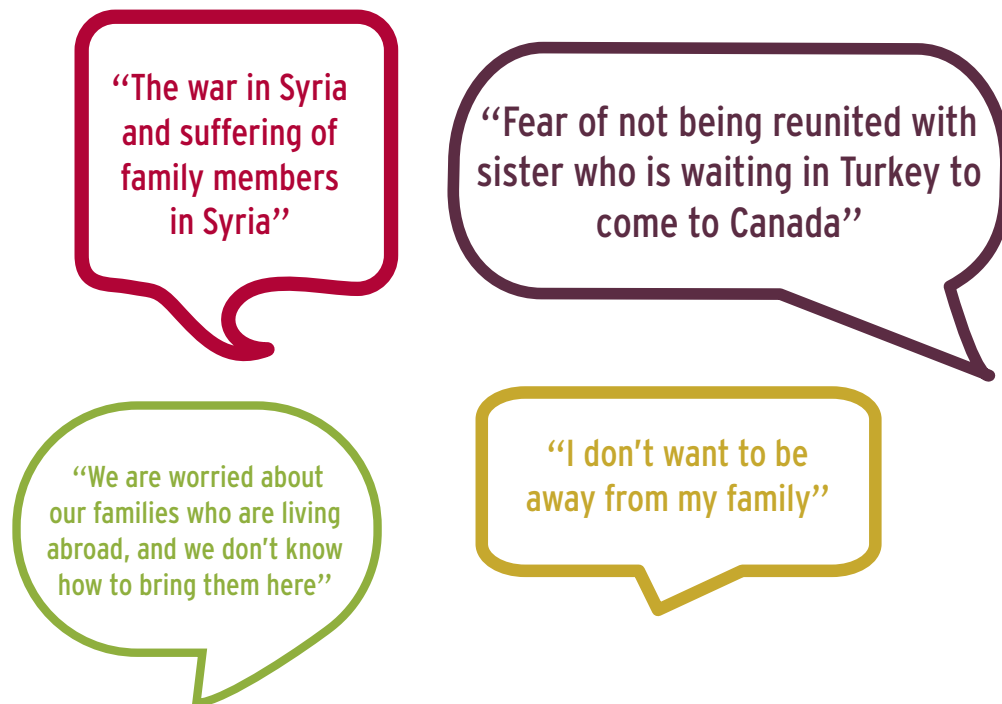 “The war in Syria
and suffering of
family members
in Syria”
“Fear of not being reunited with
sister who is waiting in Turkey to
come to Canada”
“We are worried about
our families who are living
abroad, and we don’t know
how to bring them here”
“I don’t want to be
away from my family”